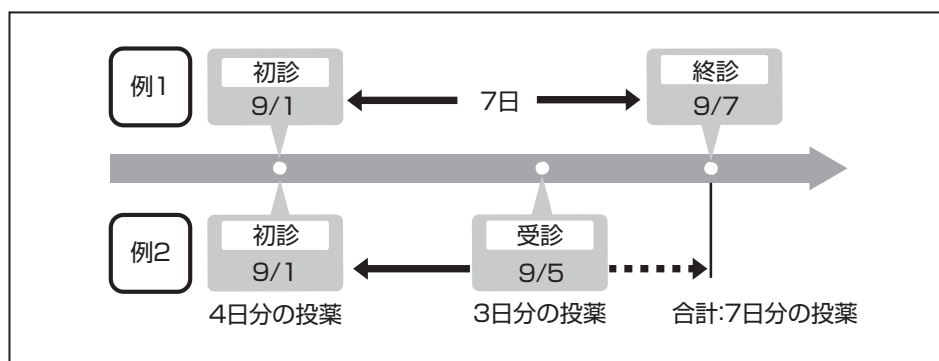 例1
初診
9/1
7日
終診
9/7
例2
初診
9/1
受診
9/5
4日分の投薬
3日分の投薬
合計:7日分の投薬